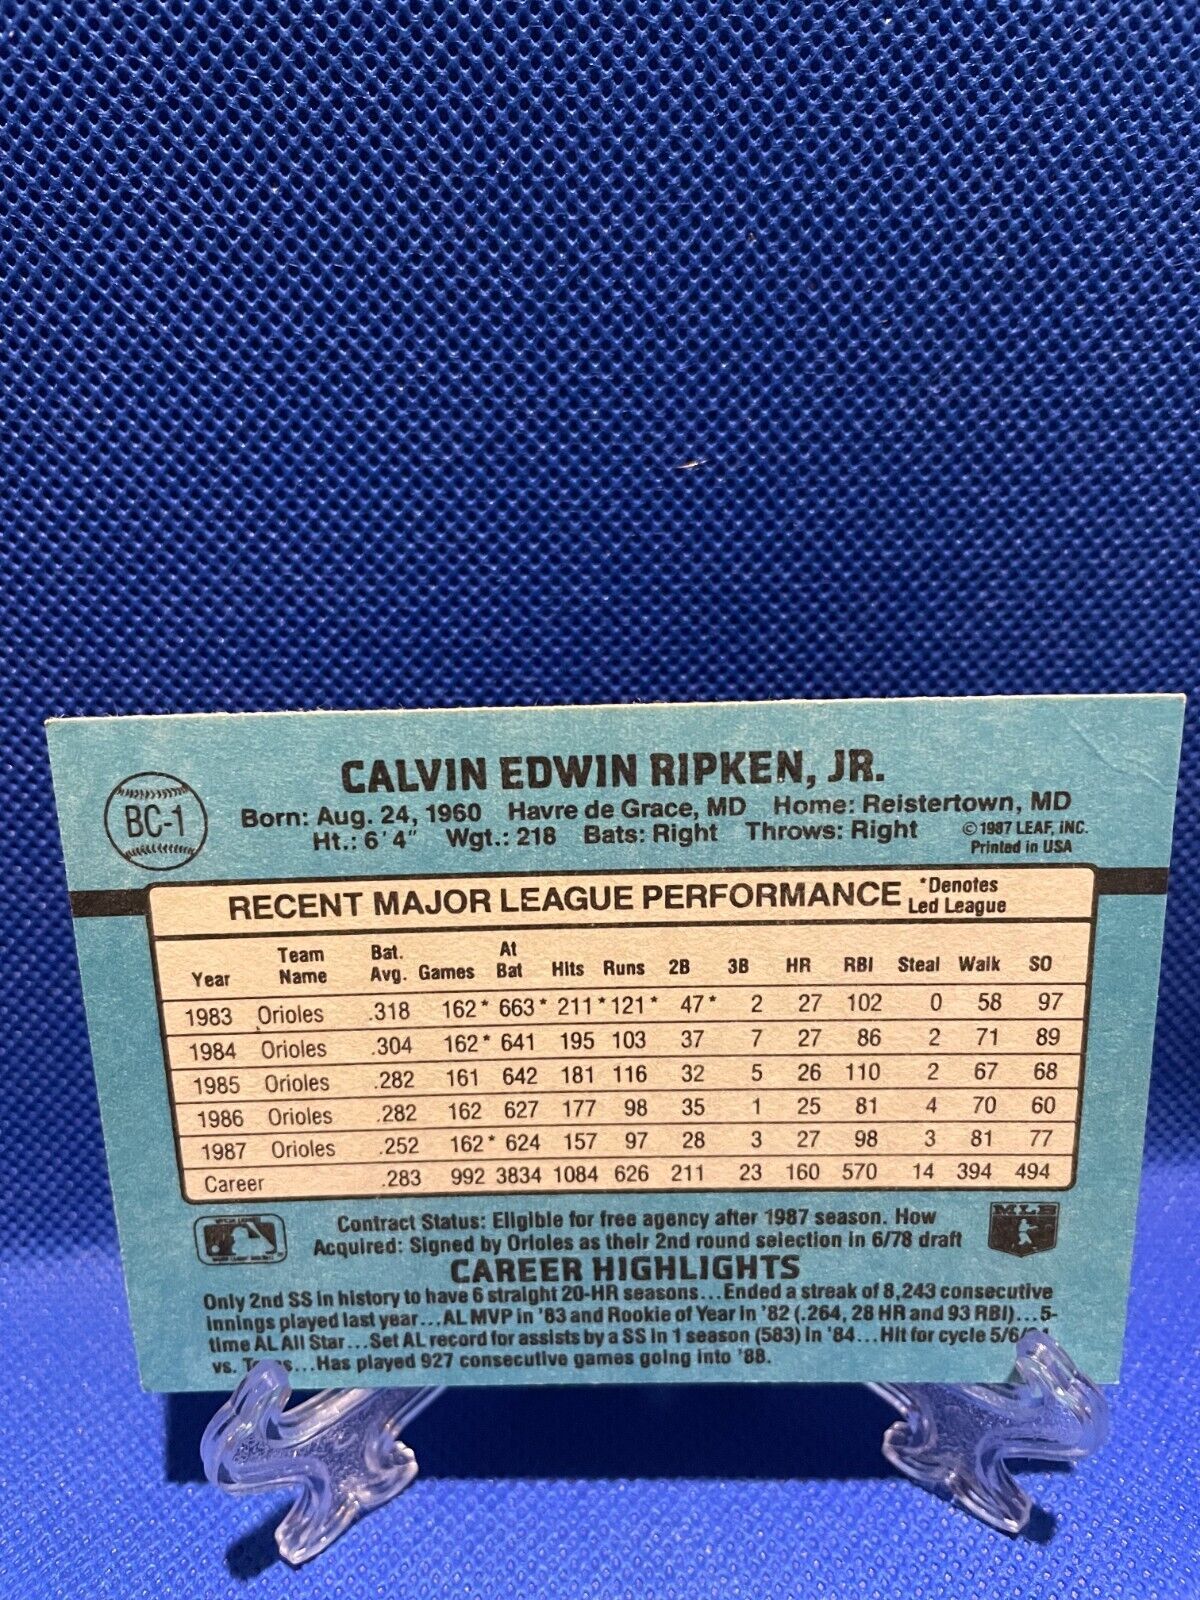 CALVIN EDWIN RIPKEN, JR.
BC-1
Born: Aug. 24, 1960 Havre de Grace, MD Home: Reistertown, MD
Ht.: 6' 4" Wgt.: 218 Bats: Right Throws: Right © 1987 LEAF, INC.
Printed in USA
RECENT MAJOR LEAGUE PERFORMANCE *Denotes
Led League
Year Team Name Bat. Avg. Games At Bat Hits Runs 2B 3B HR RBI Steal Walk SO
1983 Orioles .318 162* 663* 211* 121* 47* 2 27 102 0 58 97
1984 Orioles .304 162* 641 195 103 37 7 27 86 2 71 89
1985 Orioles .282 161 642 181 116 32 5 26 110 2 67 68
1986 Orioles .282 162 627 177 98 35 1 25 81 4 70 60
1987 Orioles .252 162* 624 157 97 28 3 27 98 3 81 77
Career .283 992 3834 1084 626 211 23 160 570 14 394 494
Contract Status: Eligible for free agency after 1987 season. How
Acquired: Signed by Orioles as their 2nd round selection in 6/78 draft
MLB
CAREER HIGHLIGHTS
Only 2nd SS in history to have 6 straight 20-HR seasons...Ended a streak of 8,243 consecutive
innings played last year...AL MVP in '83 and Rookie of Year in '82 (.264, 28 HR and 93 RBI)...5-
time AL All Star...Set AL record for assists by a SS in 1 season (583) in '84...Hit for cycle 5/6/
vs. ...Has played 927 consecutive games going into '88.